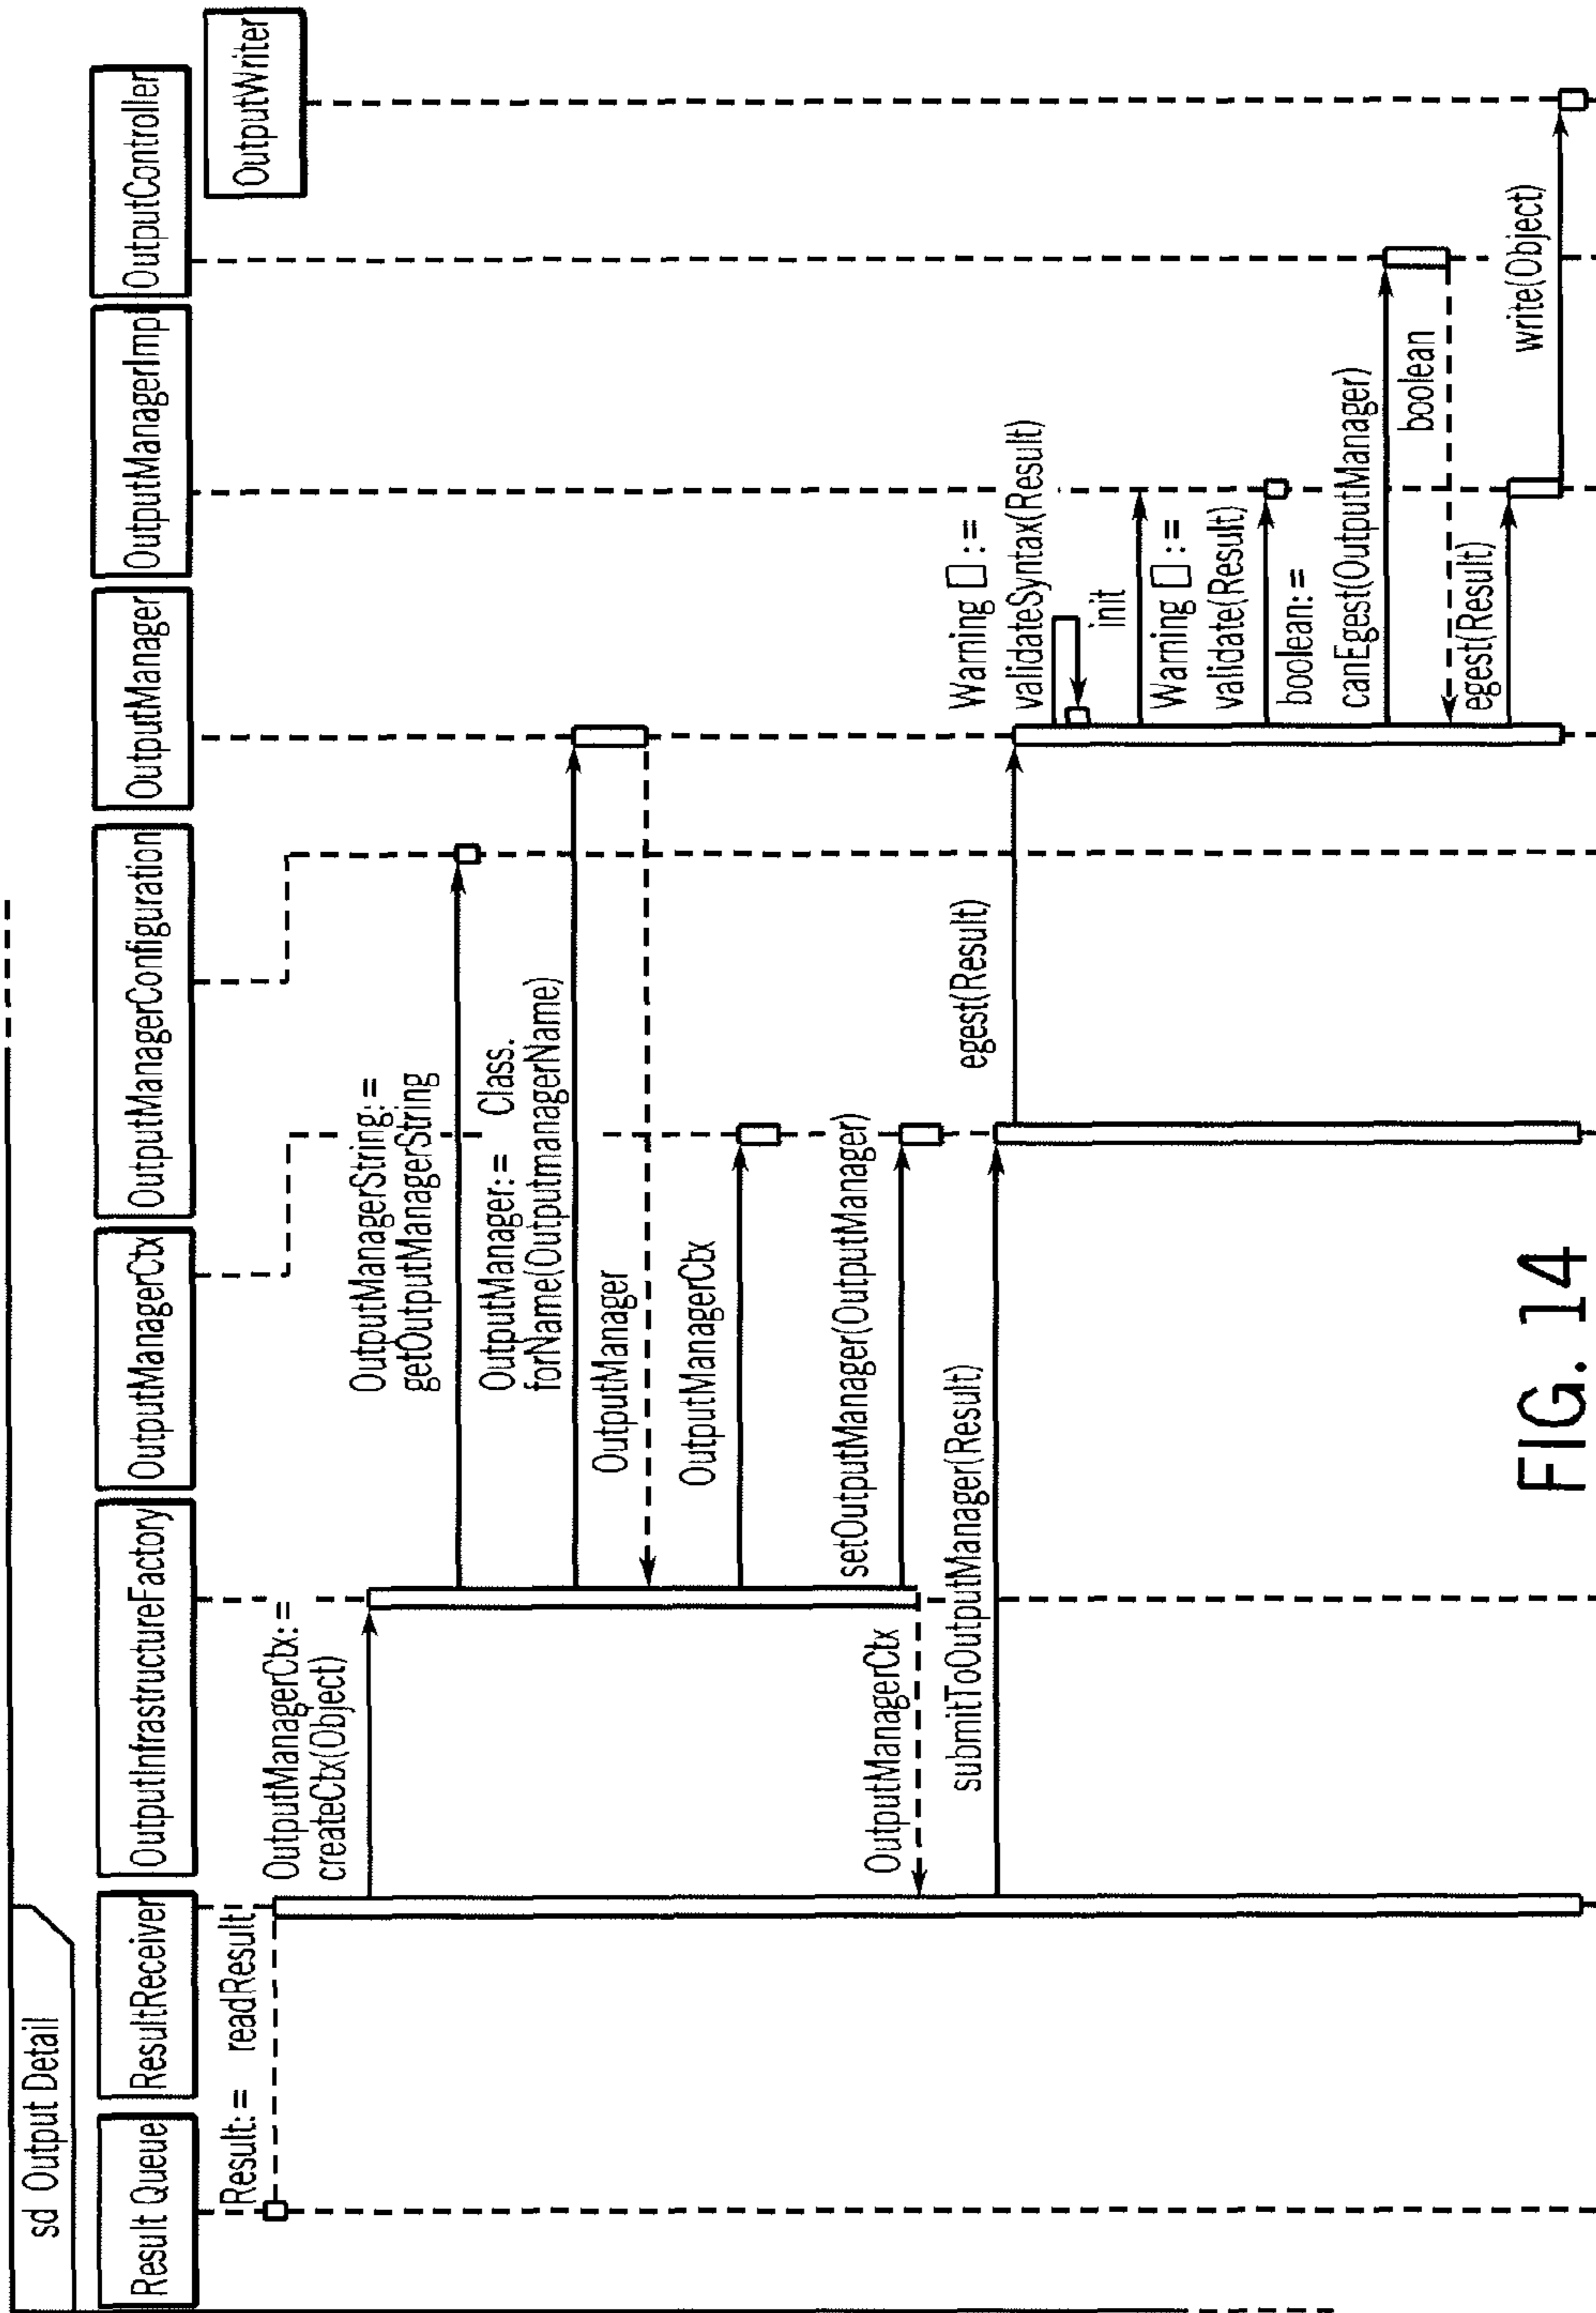 sd Output Detail
Result Queue
ResultReceiver
OutputInfrastructureFactory
OutputManagerCtx
OutputManagerConfiguration
OutputManager
OutputManagerImpl
OutputController
OutputWriter
Result:= readResult
OutputManagerCtx:=
createCtx(Object)
OutputManagerString:=
getOutputManagerString
OutputManager:= Class.
forName(OutputmanagerName)
OutputManager
OutputManagerCtx
setOutputManager(OutputManager)
OutputManagerCtx
submitToOutputManager(Result)
egest(Result)
Warning □:=
validateSyntax(Result)
init
Warning □:=
validate(Result)
boolean:=
canEgest(OutputManager)
boolean
egest(Result)
write(Object)
FIG. 14